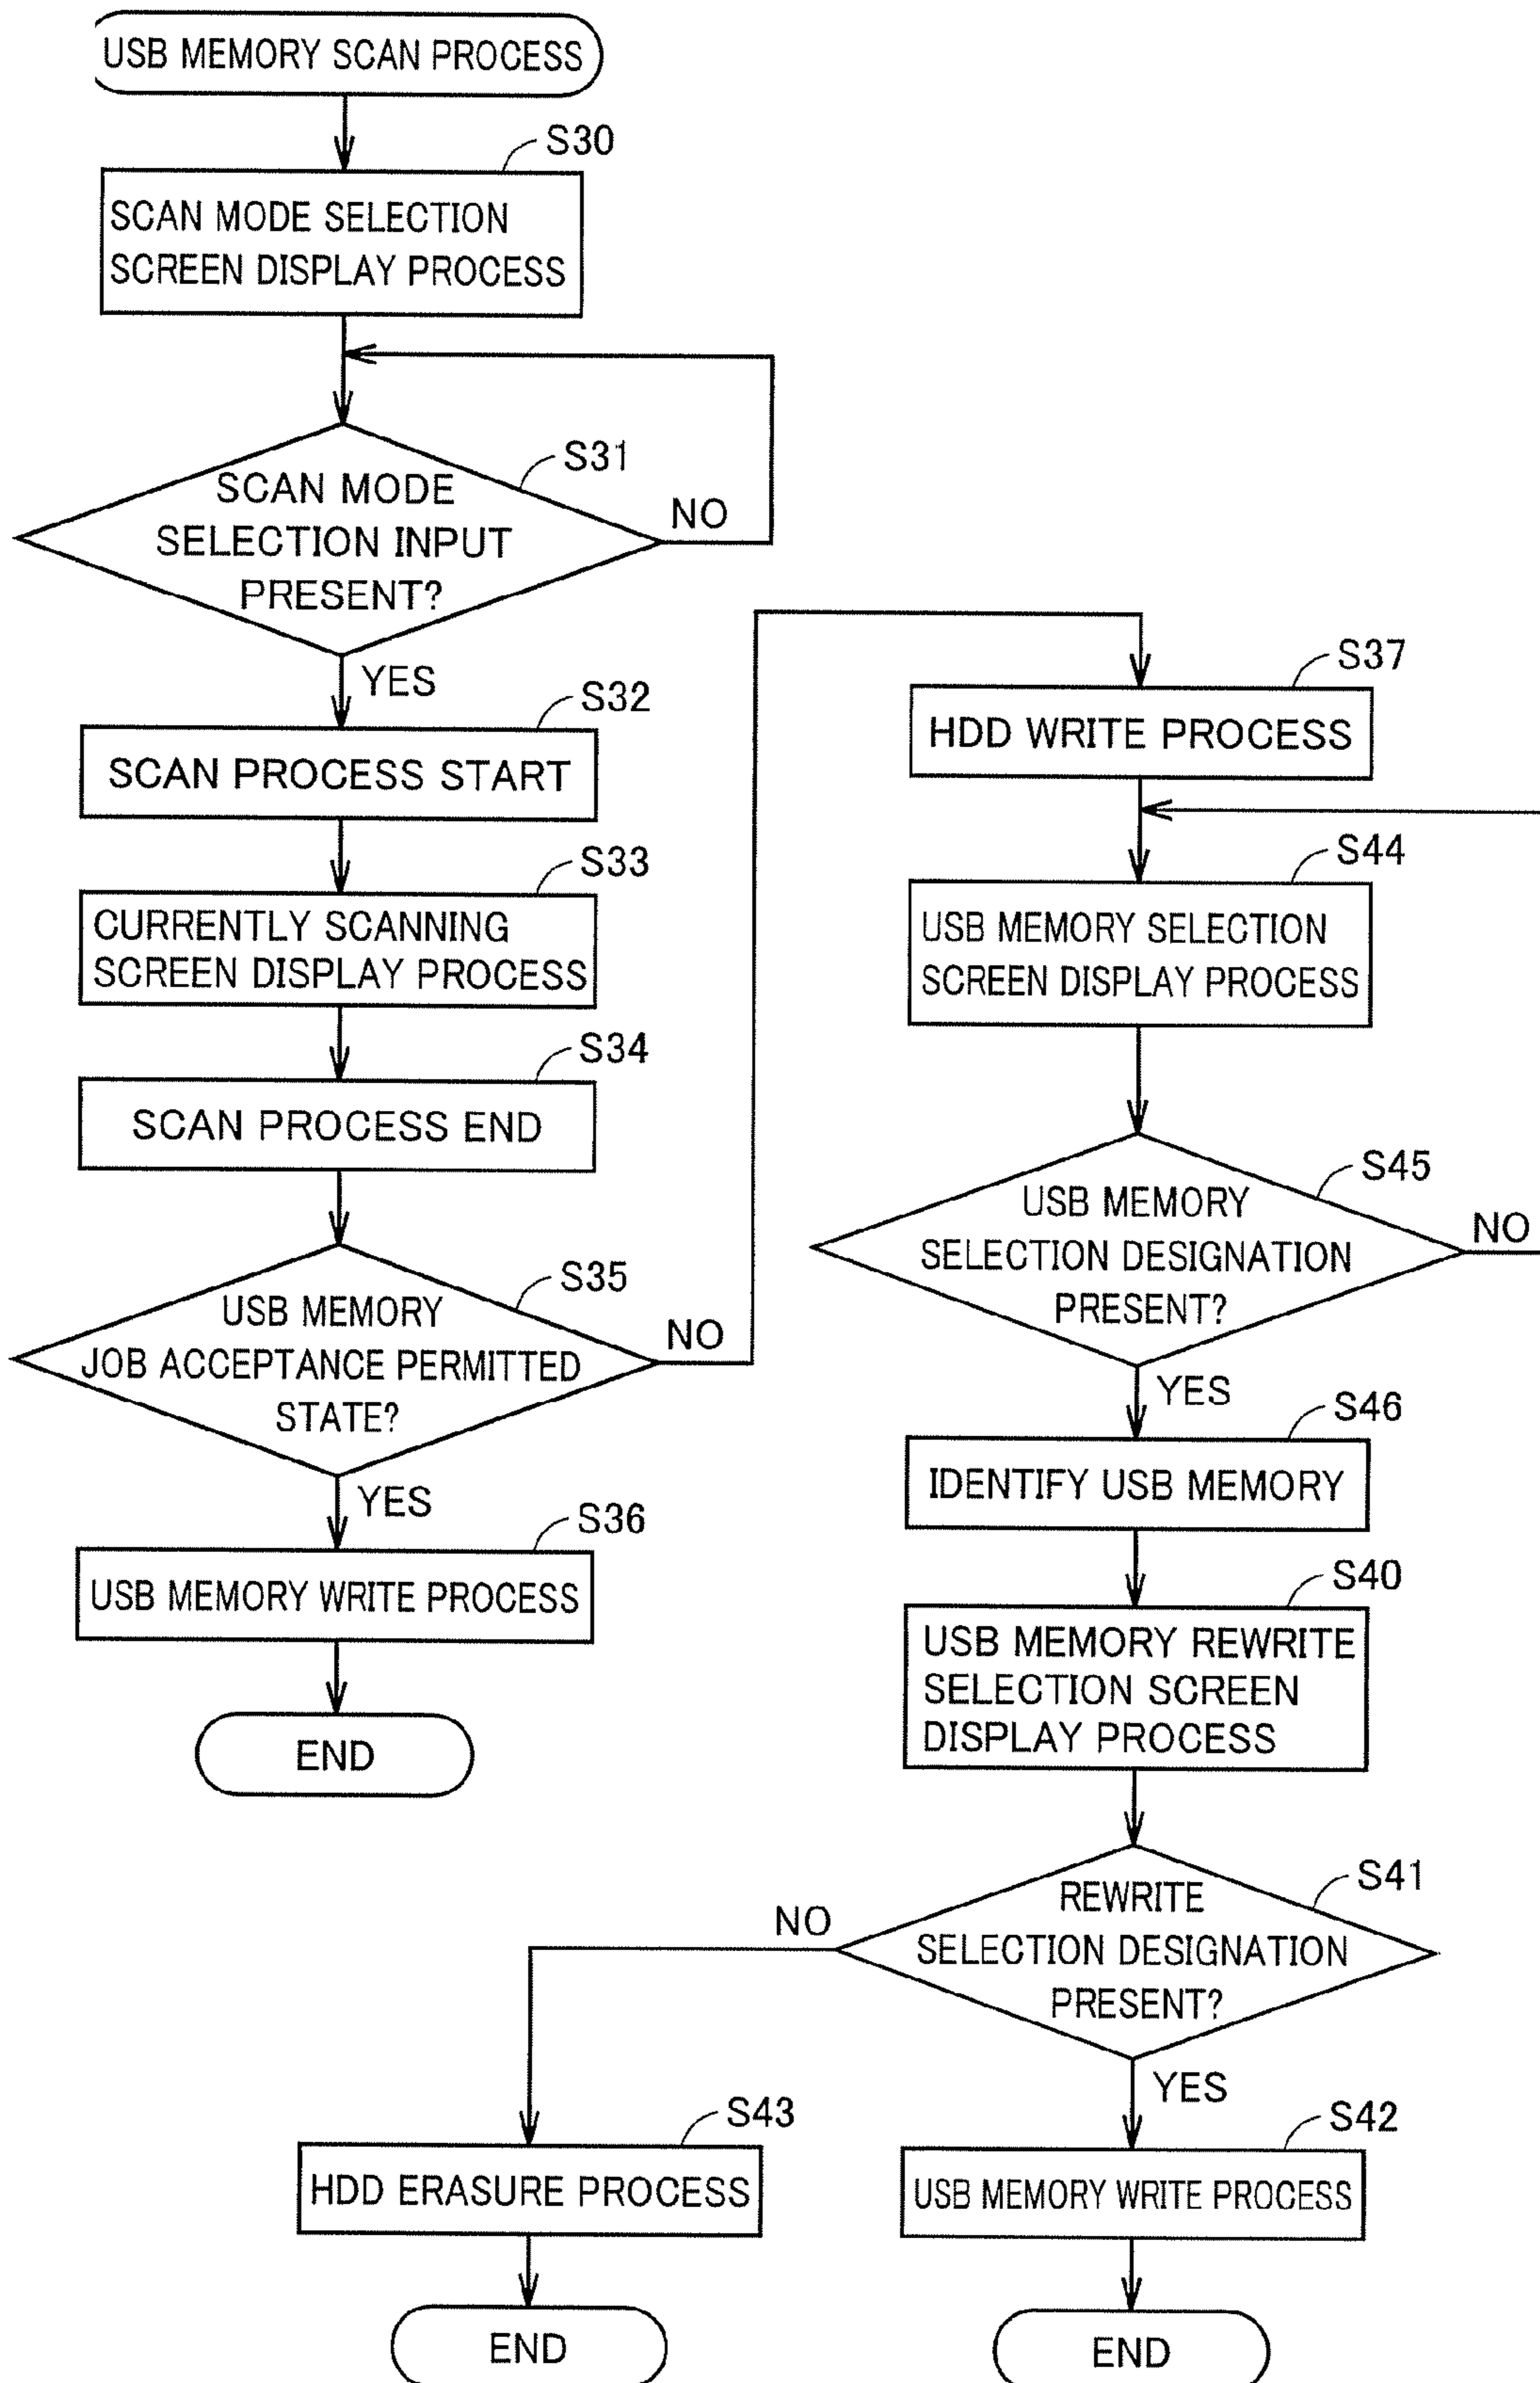 USB MEMORY SCAN PROCESS
S30
SCAN MODE SELECTION
SCREEN DISPLAY PROCESS
S31
SCAN MODE
SELECTION INPUT
PRESENT?
NO
YES
S32
SCAN PROCESS START
S33
CURRENTLY SCANNING
SCREEN DISPLAY PROCESS
S34
SCAN PROCESS END
S35
USB MEMORY
JOB ACCEPTANCE PERMITTED
STATE?
NO
YES
S36
USB MEMORY WRITE PROCESS
END
S37
HDD WRITE PROCESS
S44
USB MEMORY SELECTION
SCREEN DISPLAY PROCESS
S45
USB MEMORY
SELECTION DESIGNATION
PRESENT?
NO
YES
S46
IDENTIFY USB MEMORY
S40
USB MEMORY REWRITE
SELECTION SCREEN
DISPLAY PROCESS
S41
REWRITE
SELECTION DESIGNATION
PRESENT?
NO
YES
S43
HDD ERASURE PROCESS
END
S42
USB MEMORY WRITE PROCESS
END